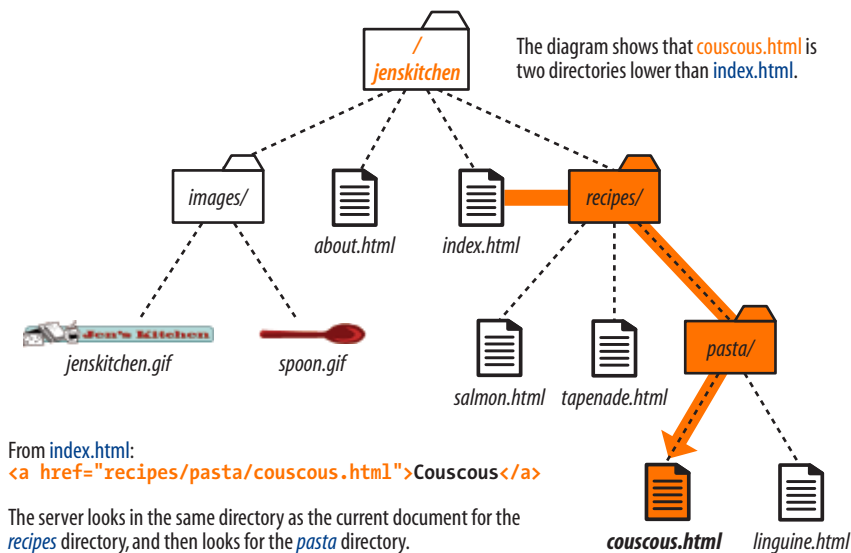 /
jenskitchen
The diagram shows that couscous.html is
two directories lower than index.html.
images/
about.html
index.html
recipes/
Jen's Kitchen
jenskitchen.gif
spoon.gif
salmon.html
tapenade.html
pasta/
From index.html:
<a href="recipes/pasta/couscous.html">Couscous</a>
The server looks in the same directory as the current document for the
recipes directory, and then looks for the pasta directory.
couscous.html
linguine.html